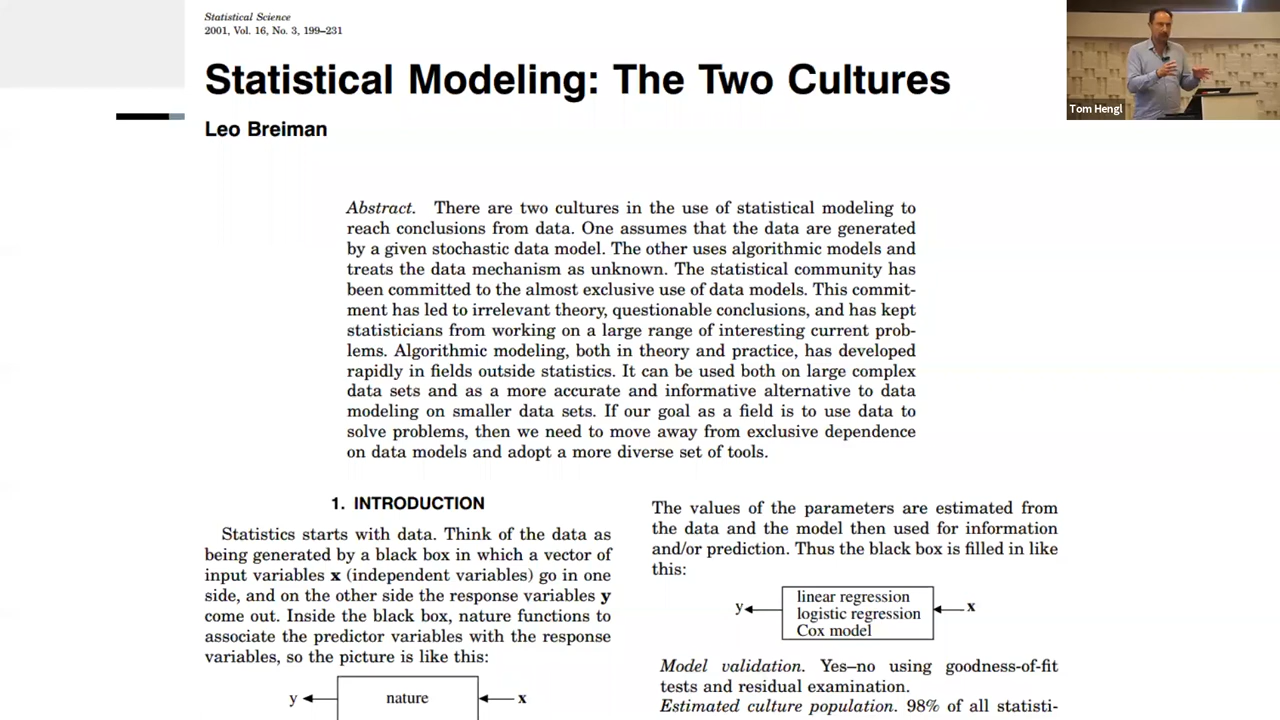 Statistical Science
2001, Vol. 16, No. 3, 199–231
Statistical Modeling: The Two Cultures
Leo Breiman
Tom Hengl
Abstract. There are two cultures in the use of statistical modeling to
reach conclusions from data. One assumes that the data are generated
by a given stochastic data model. The other uses algorithmic models and
treats the data mechanism as unknown. The statistical community has
been committed to the almost exclusive use of data models. This commit-
ment has led to irrelevant theory, questionable conclusions, and has kept
statisticians from working on a large range of interesting current prob-
lems. Algorithmic modeling, both in theory and practice, has developed
rapidly in fields outside statistics. It can be used both on large complex
data sets and as a more accurate and informative alternative to data
modeling on smaller data sets. If our goal as a field is to use data to
solve problems, then we need to move away from exclusive dependence
on data models and adopt a more diverse set of tools.
1. INTRODUCTION
Statistics starts with data. Think of the data as
being generated by a black box in which a vector of
input variables x (independent variables) go in one
side, and on the other side the response variables y
come out. Inside the black box, nature functions to
associate the predictor variables with the response
variables, so the picture is like this:
y nature x
The values of the parameters are estimated from
the data and the model then used for information
and/or prediction. Thus the black box is filled in like
this:
linear regression
y logistic regression x
Cox model
Model validation. Yes–no using goodness-of-fit
tests and residual examination.
Estimated culture population. 98% of all statisti-